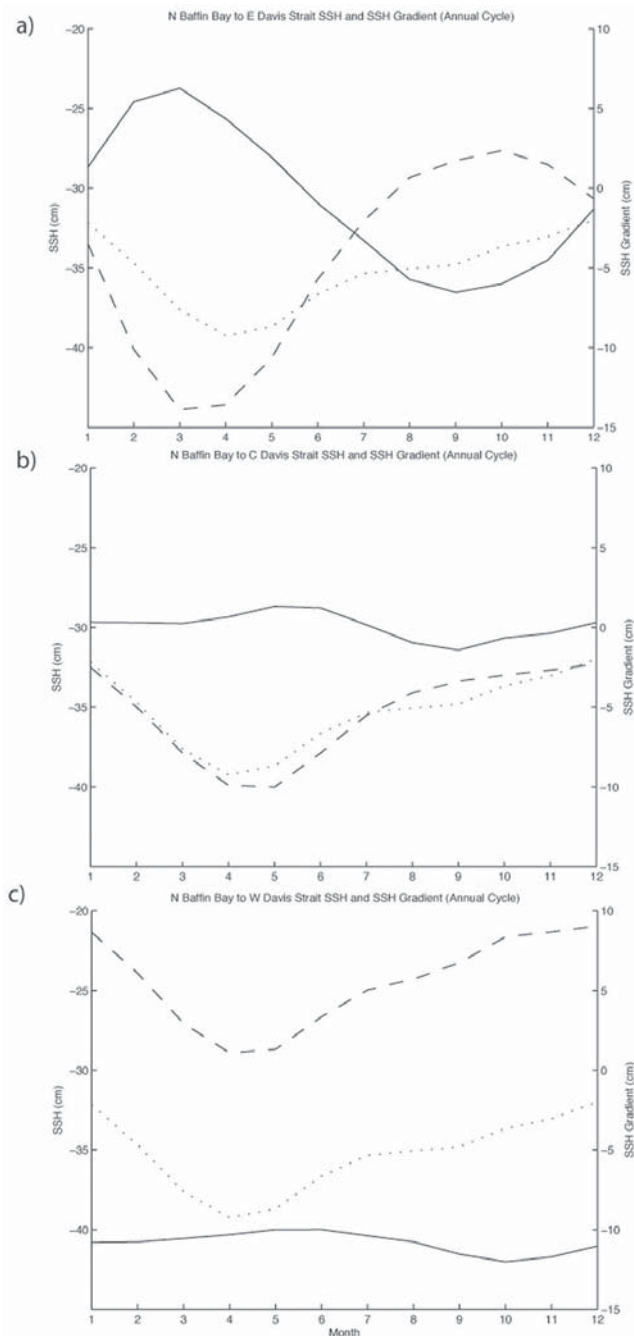 a)
N Baffin Bay to E Davis Strait SSH and SSH Gradient (Annual Cycle)
-20
-25
-30
-35
-40
SSH (cm)
10
5
0
-5
-10
-15
SSH Gradient (cm)
1 2 3 4 5 6 7 8 9 10 11 12
b)
N Baffin Bay to C Davis Strait SSH and SSH Gradient (Annual Cycle)
-20
-25
-30
-35
-40
SSH (cm)
10
5
0
-5
-10
-15
SSH Gradient (cm)
1 2 3 4 5 6 7 8 9 10 11 12
c)
N Baffin Bay to W Davis Strait SSH and SSH Gradient (Annual Cycle)
-20
-25
-30
-35
-40
SSH (cm)
10
5
0
-5
-10
-15
SSH Gradient (cm)
1 2 3 4 5 6 7 8 9 10 11 12
Month